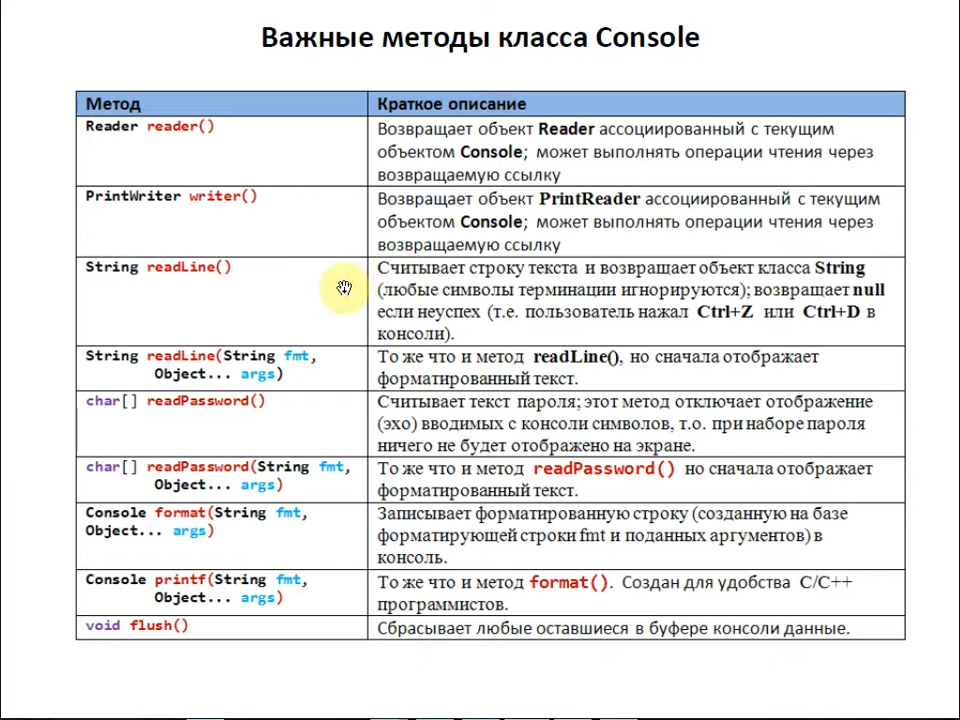 Важные методы класса Console
Метод
Краткое описание
Reader reader()
Возвращает объект Reader ассоциированный с текущим
объектом Console; может выполнять операции чтения через
возвращаемую ссылку
PrintWriter writer()
Возвращает объект PrintReader ассоциированный с текущим
объектом Console; может выполнять операции чтения через
возвращаемую ссылку
String readLine()
Считывает строку текста и возвращает объект класса String
(любые символы терминации игнорируются); возвращает null
если неуспех (т.е. пользователь нажал Ctrl+Z или Ctrl+D в
консоли).
String readLine(String fmt,
Object... args)
То же что и метод readLine(), но сначала отображает
форматированный текст.
char[] readPassword()
Считывает текст пароля; этот метод отключает отображение
(эхо) вводимых с консоли символов, т.о. при наборе пароля
ничего не будет отображено на экране.
char[] readPassword(String fmt,
Object... args)
То же что и метод readPassword() но сначала отображает
форматированный текст.
Console format(String fmt,
Object... args)
Записывает форматированную строку (созданную на базе
форматирующей строки fmt и поданных аргументов) в
консоль.
Console printf(String fmt,
Object... args)
То же что и метод format(). Создан для удобства C/C++
программистов.
void flush()
Сбрасывает любые оставшиеся в буфере консоли данные.